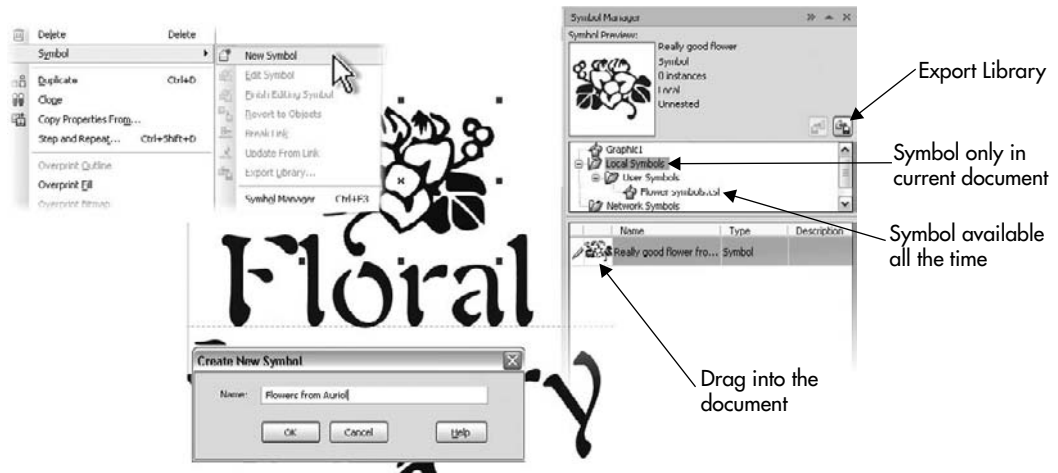 Delete Delete
Symbol
Duplicate Ctrl+D
Clone
Copy Properties From...
Step and Repeat... Ctrl+Shift+D
Overprint Outline
Overprint Fill
Overprint Bitmap
New Symbol
Edit Symbol
Finish Editing Symbol
Revert to Objects
Break Link
Update From Link
Export Library...
Symbol Manager Ctrl+F3
Floral
ry
Create New Symbol
Name: Flowers from Auriol
OK Cancel Help
Symbol Manager
Symbol Preview:
Really good flower
Symbol
0 instances
Local
Unnested
Graphic1
Local Symbols
User Symbols
Flower Symbols.csl
Network Symbols
Name Type Description
Really good flower fro... Symbol
Export Library
Symbol only in
current document
Symbol available
all the time
Drag into the
document